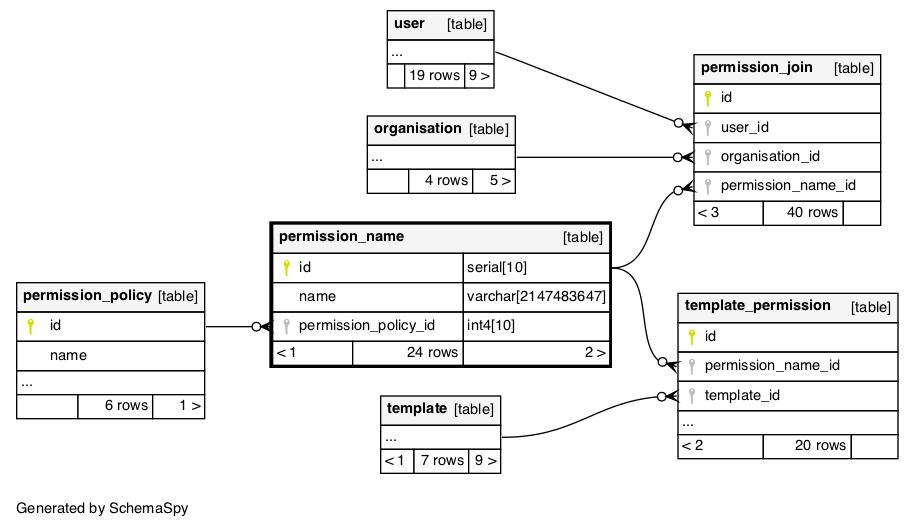 user [table]
...
19 rows 9 >
organisation [table]
...
4 rows 5 >
permission_join [table]
id
user_id
organisation_id
permission_name_id
< 3 40 rows
permission_name [table]
id serial[10]
name varchar[2147483647]
permission_policy_id int4[10]
< 1 24 rows 2 >
permission_policy [table]
id
name
...
6 rows 1 >
template_permission [table]
id
permission_name_id
template_id
...
< 2 20 rows
template [table]
...
< 1 7 rows 9 >
Generated by SchemaSpy